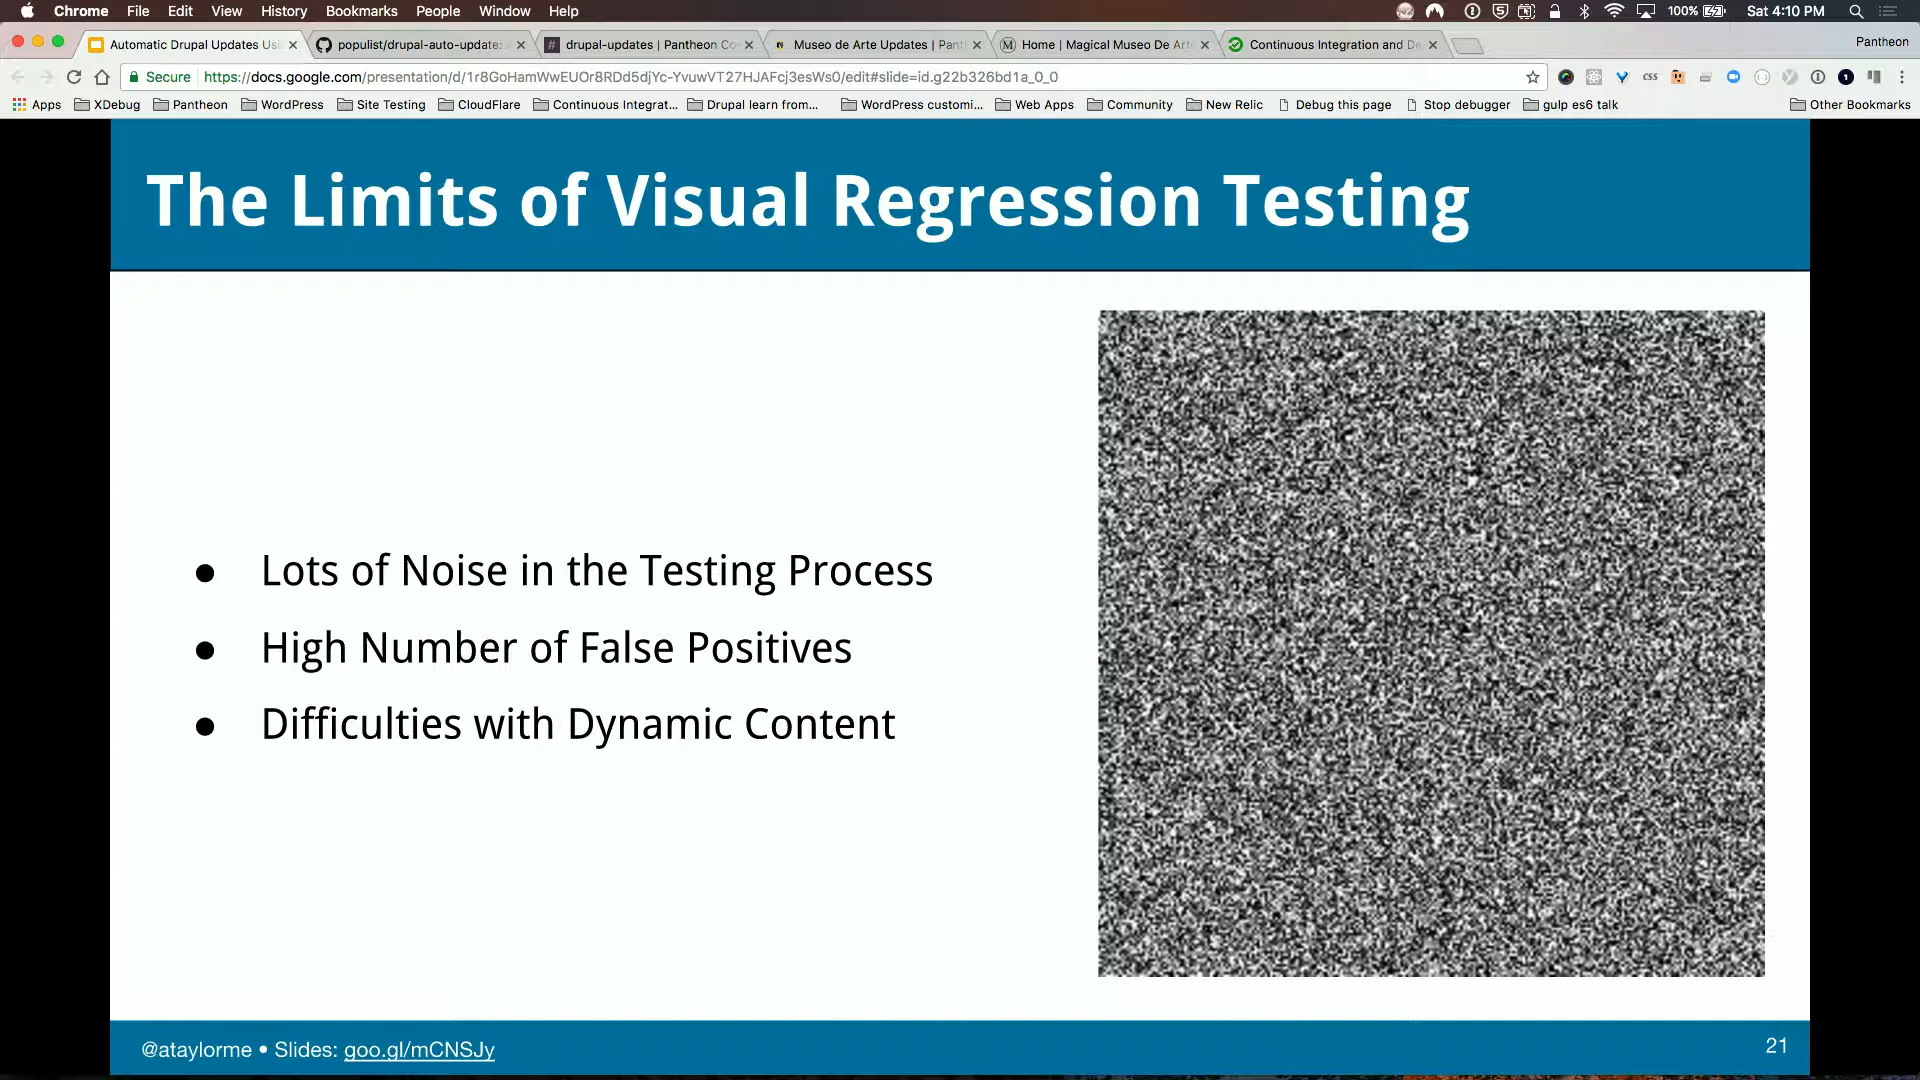 Chrome File Edit View History Bookmarks People Window Help 100% Sat 4:10 PM
Automatic Drupal Updates Usi populist/drupal-auto-update: drupal-updates | Pantheon Co Museo de Arte Updates | Pant Home | Magical Museo De Arte Continuous Integration and De Pantheon
Secure https://docs.google.com/presentation/d/1r8GoHamWwEUOr8RDd5djYc-YvuwVT27HJAFcj3esWs0/edit#slide=id.g22b326bd1a_0_0
Apps XDebug Pantheon WordPress Site Testing CloudFlare Continuous Integrat... Drupal learn from... WordPress customi... Web Apps Community New Relic Debug this page Stop debugger gulp es6 talk Other Bookmarks
The Limits of Visual Regression Testing
● Lots of Noise in the Testing Process
● High Number of False Positives
● Difficulties with Dynamic Content
@ataylorme • Slides: goo.gl/mCNSJy 21